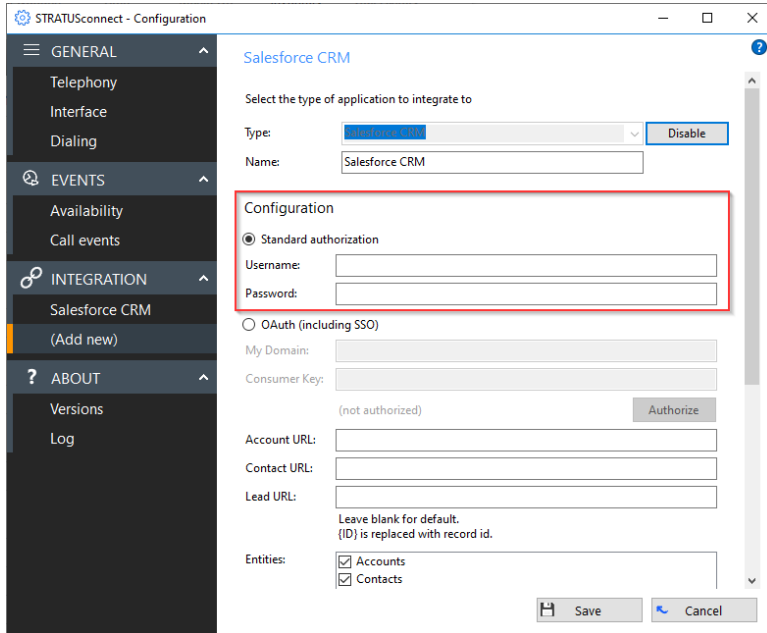 STRATUSconnect - Configuration
GENERAL
Telephony
Interface
Dialing
EVENTS
Availability
Call events
INTEGRATION
Salesforce CRM
(Add new)
? ABOUT
Versions
Log
?
Salesforce CRM
Select the type of application to integrate to
Type: Salesforce CRM Disable
Name: Salesforce CRM
Configuration
Standard authorization
Username:
Password:
OAuth (including SSO)
My Domain:
Consumer Key:
(not authorized) Authorize
Account URL:
Contact URL:
Lead URL:
Leave blank for default.
{ID} is replaced with record id.
Entities: Accounts
Contacts
Save Cancel